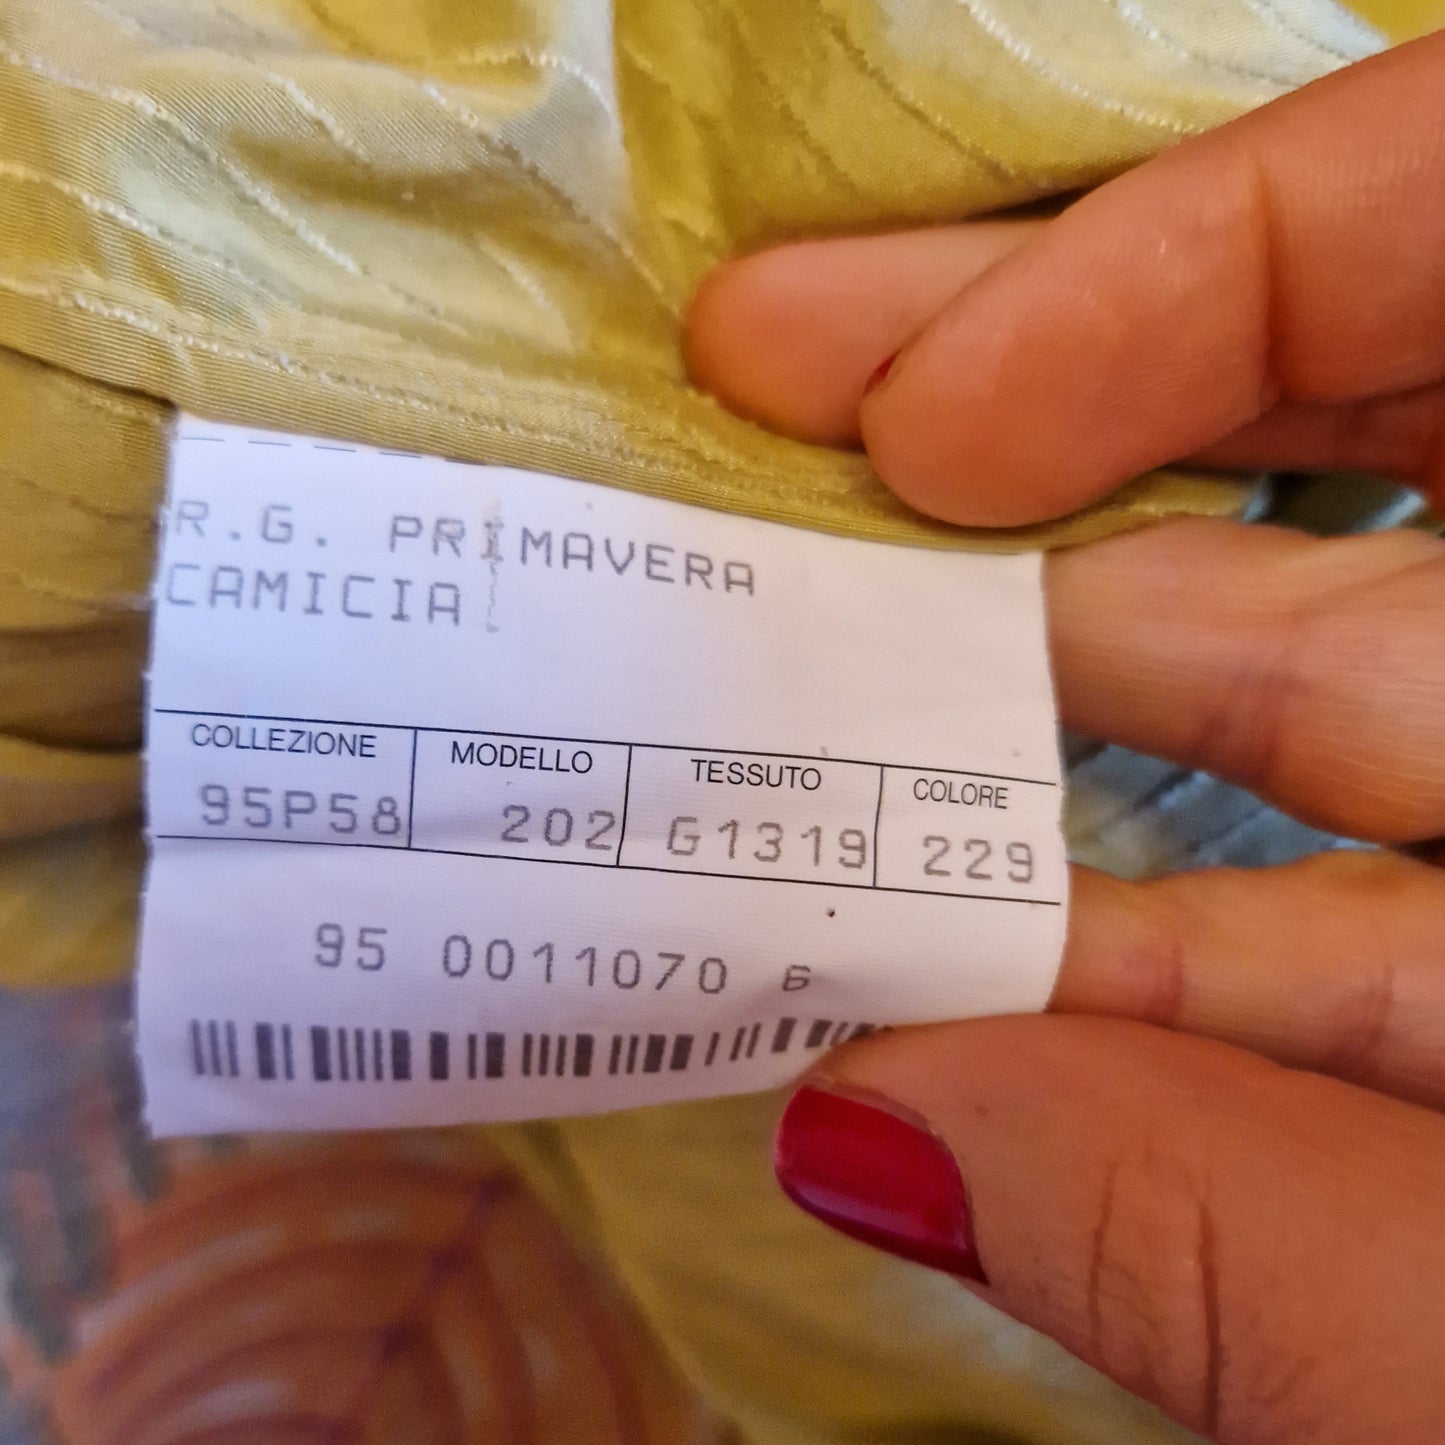 R.G. PRIMAVERA
CAMICIA
COLLEZIONE MODELLO TESSUTO COLORE
95P58 202 G1319 229
95 0011070 6